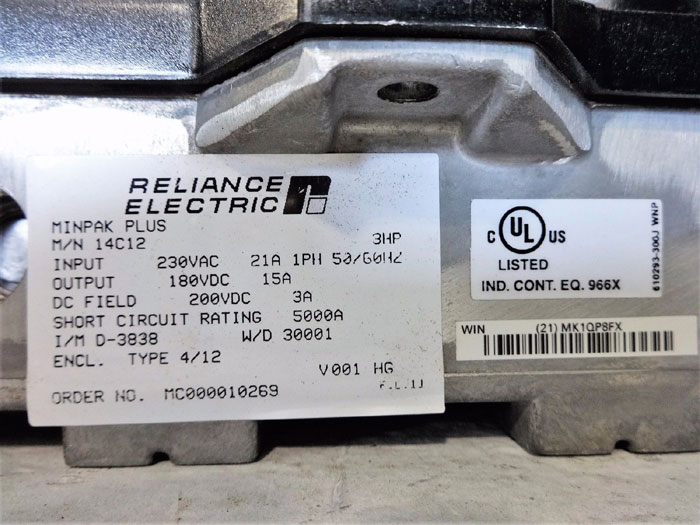 RELIANCE
ELECTRIC
MINPAK PLUS
M/N 14C12 3HP
INPUT 230VAC 21A 1PH 50/60HZ
OUTPUT 180VDC 15A
DC FIELD 200VDC 3A
SHORT CIRCUIT RATING 5000A
I/M D-3838 W/D 30001
ENCL. TYPE 4/12
V001 HG
ORDER NO. MC000010269
C UL US
LISTED
IND. CONT. EQ. 966X
610293-300J WNP
WIN (21) MK1QP8FX